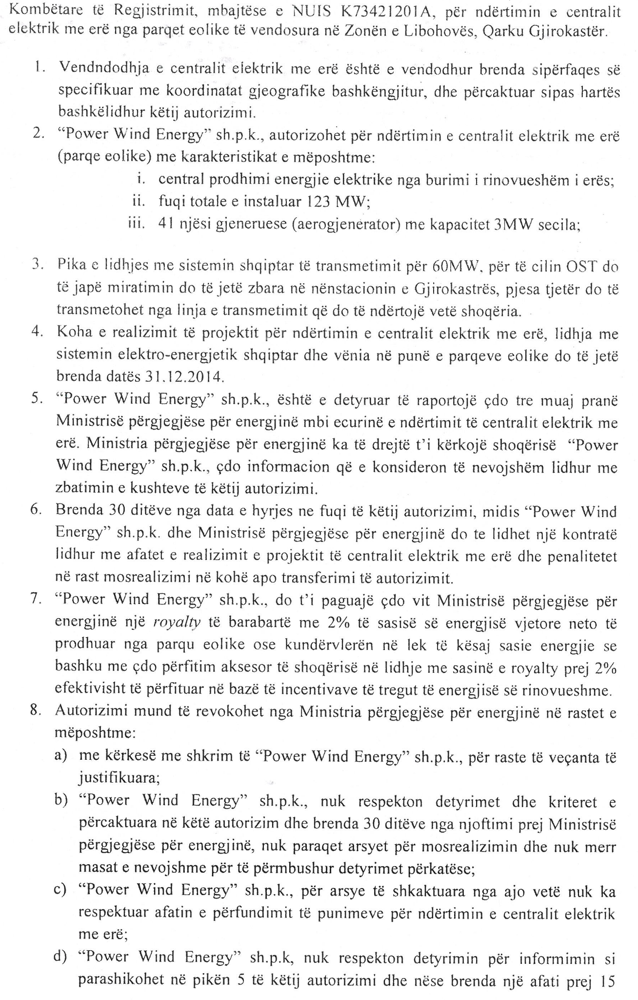 Kombëtare të Regjistrimit, mbajtëse e NUIS K73421201A, për ndërtimin e centralit
elektrik me erë nga parqet eolike të vendosura në Zonën e Libohovës, Qarku Gjirokastër.
1. Vendndodhja e centralit elektrik me erë është e vendodhur brenda sipërfaqes së
specifikuar me koordinatat gjeografike bashkëngjitur, dhe përcaktuar sipas hartës
bashkëlidhur këtij autorizimi.
2. “Power Wind Energy” sh.p.k., autorizohet për ndërtimin e centralit elektrik me erë
(parqe eolike) me karakteristikat e mëposhtme:
i. central prodhimi energjie elektrike nga burimi i rinovueshëm i erës;
ii. fuqi totale e instaluar 123 MW;
iii. 41 njësi gjeneruese (aerogjenerator) me kapacitet 3MW secila;
3. Pika e lidhjes me sistemin shqiptar të transmetimit për 60MW, për të cilin OST do
të japë miratimin do të jetë zbara në nënstacionin e Gjirokastrës, pjesa tjetër do të
transmetohet nga linja e transmetimit që do të ndërtojë vetë shoqëria.
4. Koha e realizimit të projektit për ndërtimin e centralit elektrik me erë, lidhja me
sistemin elektro-energjetik shqiptar dhe vënia në punë e parqeve eolike do të jetë
brenda datës 31.12.2014.
5. “Power Wind Energy” sh.p.k., është e detyruar të raportojë çdo tre muaj pranë
Ministrisë përgjegjëse për energjinë mbi ecurinë e ndërtimit të centralit elektrik me
erë. Ministria përgjegjëse për energjinë ka të drejtë t’i kërkojë shoqërisë “Power
Wind Energy” sh.p.k., çdo informacion që e konsideron të nevojshëm lidhur me
zbatimin e kushteve të këtij autorizimi.
6. Brenda 30 ditëve nga data e hyrjes ne fuqi të këtij autorizimi, midis “Power Wind
Energy” sh.p.k. dhe Ministrisë përgjegjëse për energjinë do te lidhet një kontratë
lidhur me afatet e realizimit e projektit të centralit elektrik me erë dhe penalitetet
në rast mosrealizimi në kohë apo transferimi të autorizimit.
7. “Power Wind Energy” sh.p.k., do t’i paguajë çdo vit Ministrisë përgjegjëse për
energjinë një royalty të barabartë me 2% të sasisë së energjisë vjetore neto të
prodhuar nga parqu eolike ose kundërvlerën në lek të kësaj sasie energjie se
bashku me çdo përfitim aksesor të shoqërisë në lidhje me sasinë e royalty prej 2%
efektivisht të përfituar në bazë të incentivave të tregut të energjisë së rinovueshme.
8. Autorizimi mund të revokohet nga Ministria përgjegjëse për energjinë në rastet e
mëposhtme:
a) me kërkesë me shkrim të “Power Wind Energy” sh.p.k., për raste të veçanta të
justifikuara;
b) “Power Wind Energy” sh.p.k., nuk respekton detyrimet dhe kriteret e
përcaktuara në këtë autorizim dhe brenda 30 ditëve nga njoftimi prej Ministrisë
përgjegjëse për energjinë, nuk paraqet arsyet për mosrealizimin dhe nuk merr
masat e nevojshme për të përmbushur detyrimet përkatëse;
c) “Power Wind Energy” sh.p.k., për arsye të shkaktuara nga ajo vetë nuk ka
respektuar afatin e përfundimit të punimeve për ndërtimin e centralit elektrik
me erë;
d) “Power Wind Energy” sh.p.k, nuk respekton detyrimin për informimin si
parashikohet në pikën 5 të këtij autorizimi dhe nëse brenda një afati prej 15